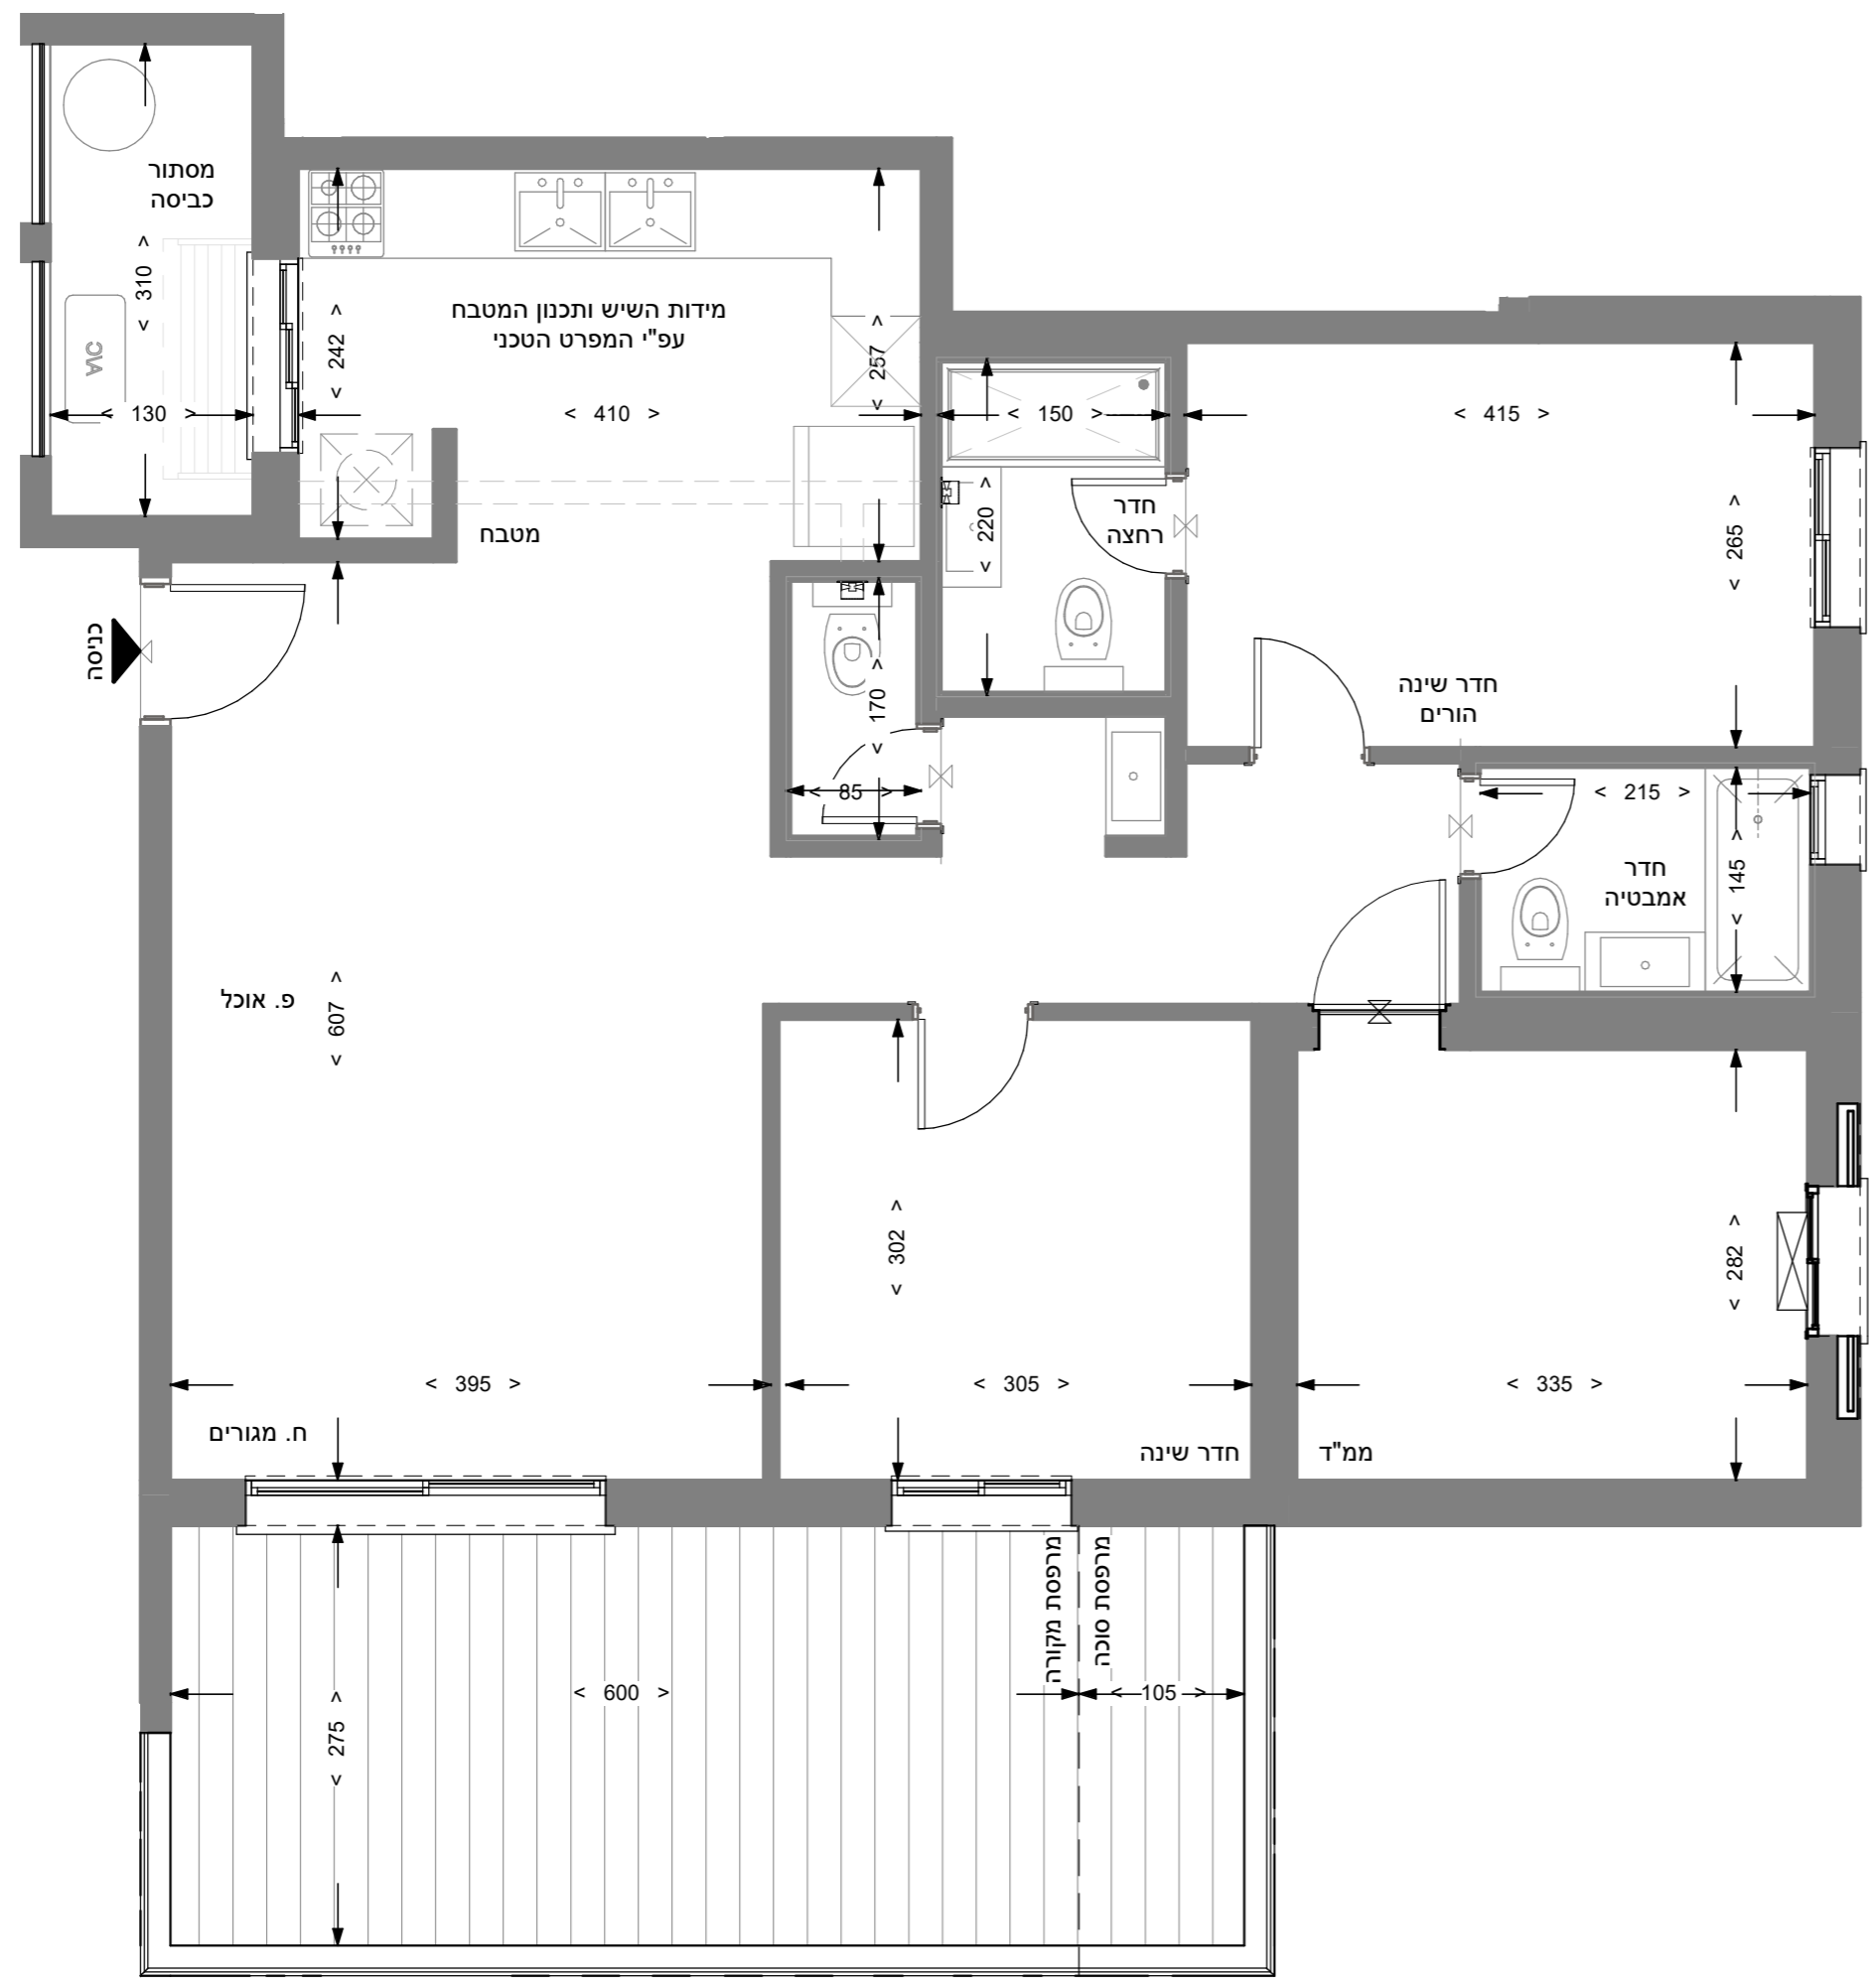 מסתור
כביסה
< 310 >
A\C
< 130 >
< 242 >
מידות השיש ותכנון המטבח
עפ"י המפרט הטכני
< 257 >
< 410 >
< 150 >
< 415 >
< 220 >
חדר
רחצה
< 265 >
מטבח
כניסה
< 170 >
< 85 >
חדר שינה
הורים
< 215 >
< 145 >
חדר
אמבטיה
פ. אוכל
< 607 >
< 302 >
< 282 >
< 395 >
< 305 >
< 335 >
ח. מגורים
חדר שינה
ממ"ד
מרפסת מקורה
מרפסת סוכה
< 600 >
< 105 >
< 275 >